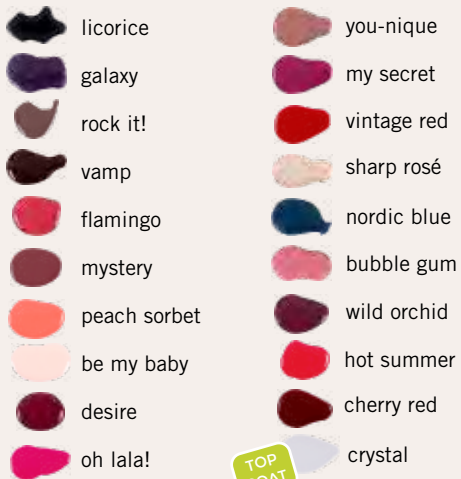 licorice
galaxy
rock it!
vamp
flamingo
mystery
peach sorbet
be my baby
desire
oh lala!
you-nique
my secret
vintage red
sharp rosé
nordic blue
bubble gum
wild orchid
hot summer
cherry red
crystal
TOP